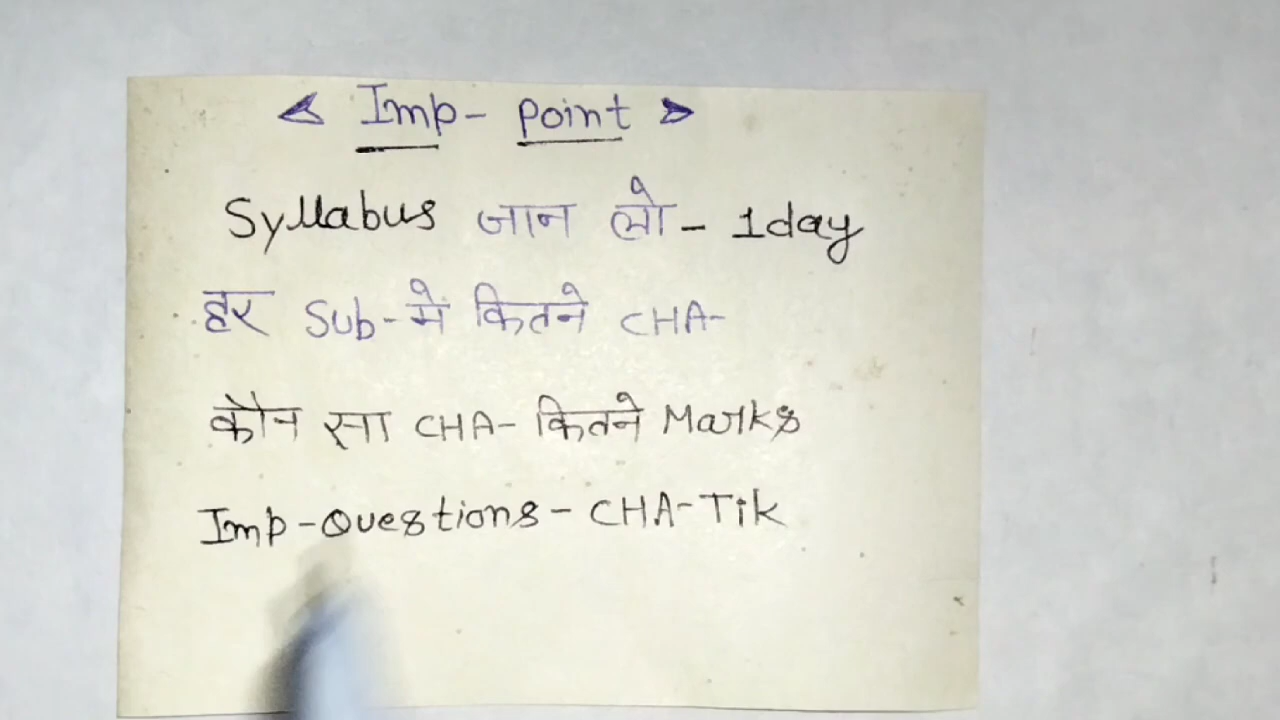 < Imp- point >
Syllabus जान लो - 1day
हर Sub-में कितने CHA-
कौन सा CHA- कितने Marks
Imp-Questions- CHA-Tik